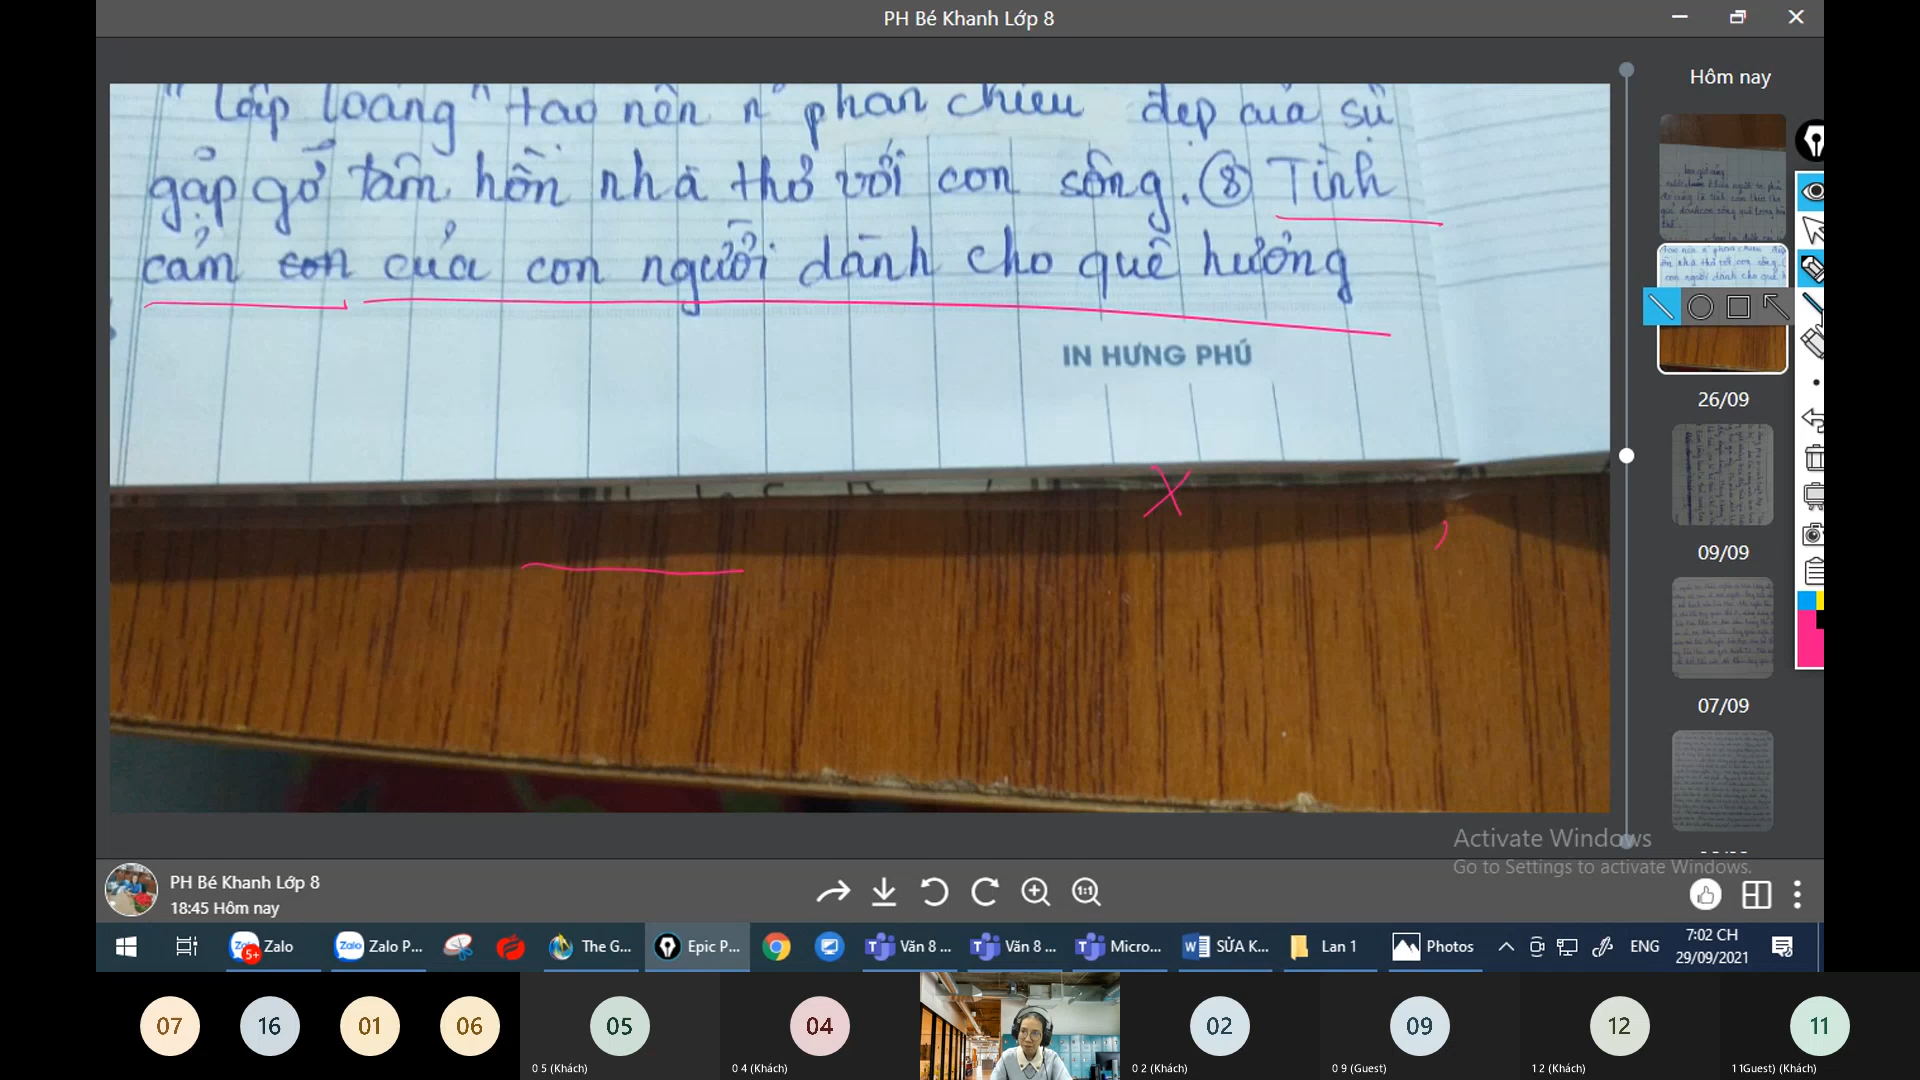 PH Bé Khanh Lớp 8
Hôm nay
"lấp loáng" tạo nên n~ phản chiếu đẹp của sự
gặp gỡ tâm hồn nhà thơ với con sông. ⑧ Tình
cảm con của con người dành cho quê hương
IN HƯNG PHÚ
26/09
09/09
07/09
Activate Windows
Go to Settings to activate Windows.
PH Bé Khanh Lớp 8
18:45 Hôm nay
1:1
Zalo
5+
Zalo P...
The G...
Epic P...
Văn 8 ...
Văn 8 ...
Micro...
SỬA K...
Lan 1
Photos
ENG
7:02 CH
29/09/2021
07
16
01
06
05
04
02
09
12
11
0 5 (Khách)
0 4 (Khách)
0 2 (Khách)
0 9 (Guest)
1 2 (Khách)
1 1Guest) (Khách)